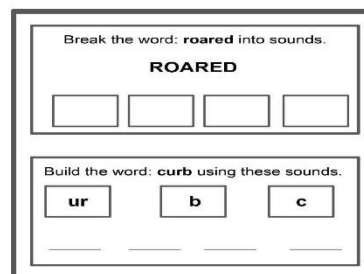 Break the word: roared into sounds.
ROARED
Build the word: curb using these sounds.
ur b c